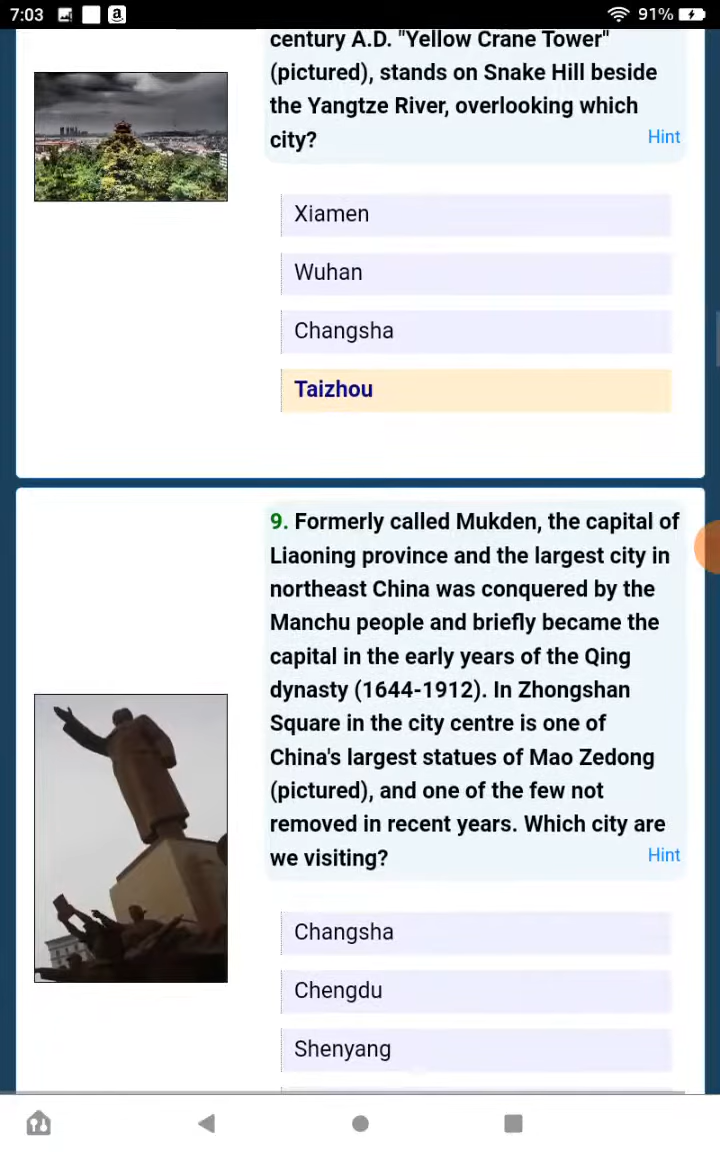 7:03
91%
century A.D. "Yellow Crane Tower"
(pictured), stands on Snake Hill beside
the Yangtze River, overlooking which
city?
Hint
Xiamen
Wuhan
Changsha
Taizhou
9. Formerly called Mukden, the capital of
Liaoning province and the largest city in
northeast China was conquered by the
Manchu people and briefly became the
capital in the early years of the Qing
dynasty (1644-1912). In Zhongshan
Square in the city centre is one of
China's largest statues of Mao Zedong
(pictured), and one of the few not
removed in recent years. Which city are
we visiting?
Hint
Changsha
Chengdu
Shenyang